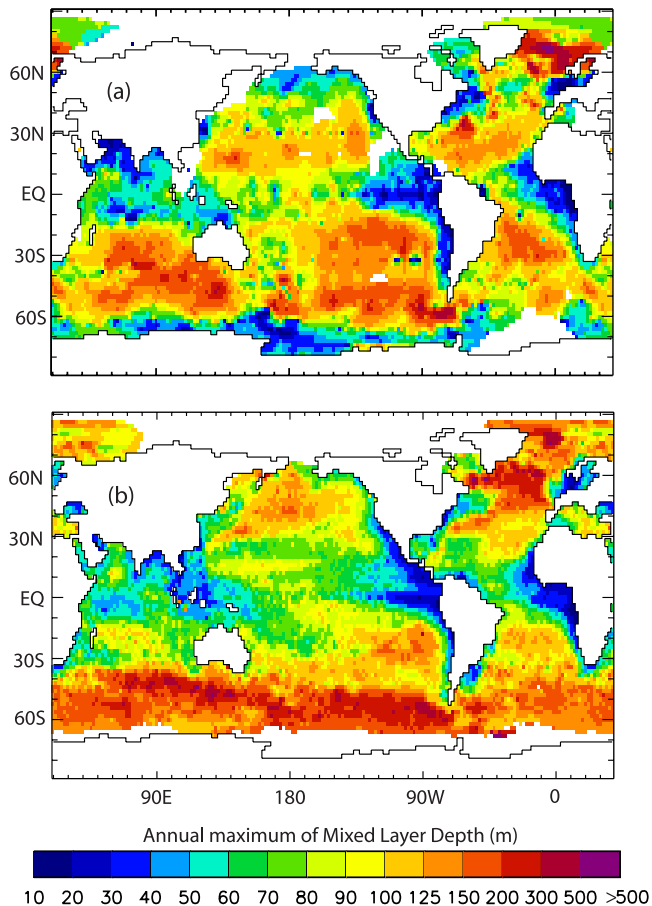 60N
(a)
30N
EQ
30S
60S
60N
(b)
30N
EQ
30S
60S
90E 180 90W 0
Annual maximum of Mixed Layer Depth (m)
10 20 30 40 50 60 70 80 90 100 125 150 200 300 500 >500